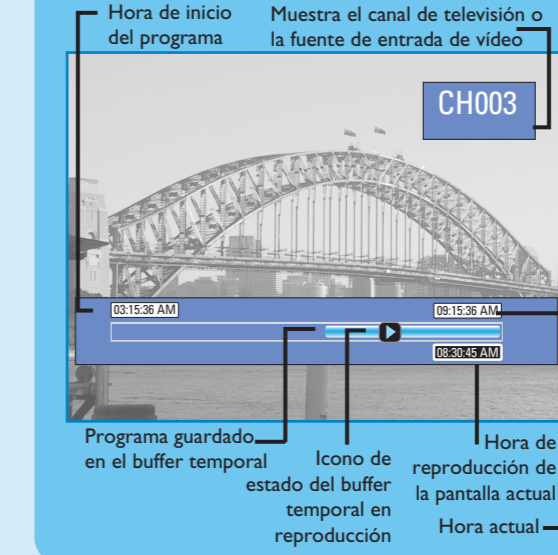 Hora de inicio
del programa
Muestra el canal de televisión o
la fuente de entrada de vídeo
CH003
03:15:36 AM
09:15:36 AM
08:30:45 AM
Programa guardado
en el buffer temporal
Icono de
estado del buffer
temporal en
reproducción
Hora de
reproducción de
la pantalla actual
Hora actual